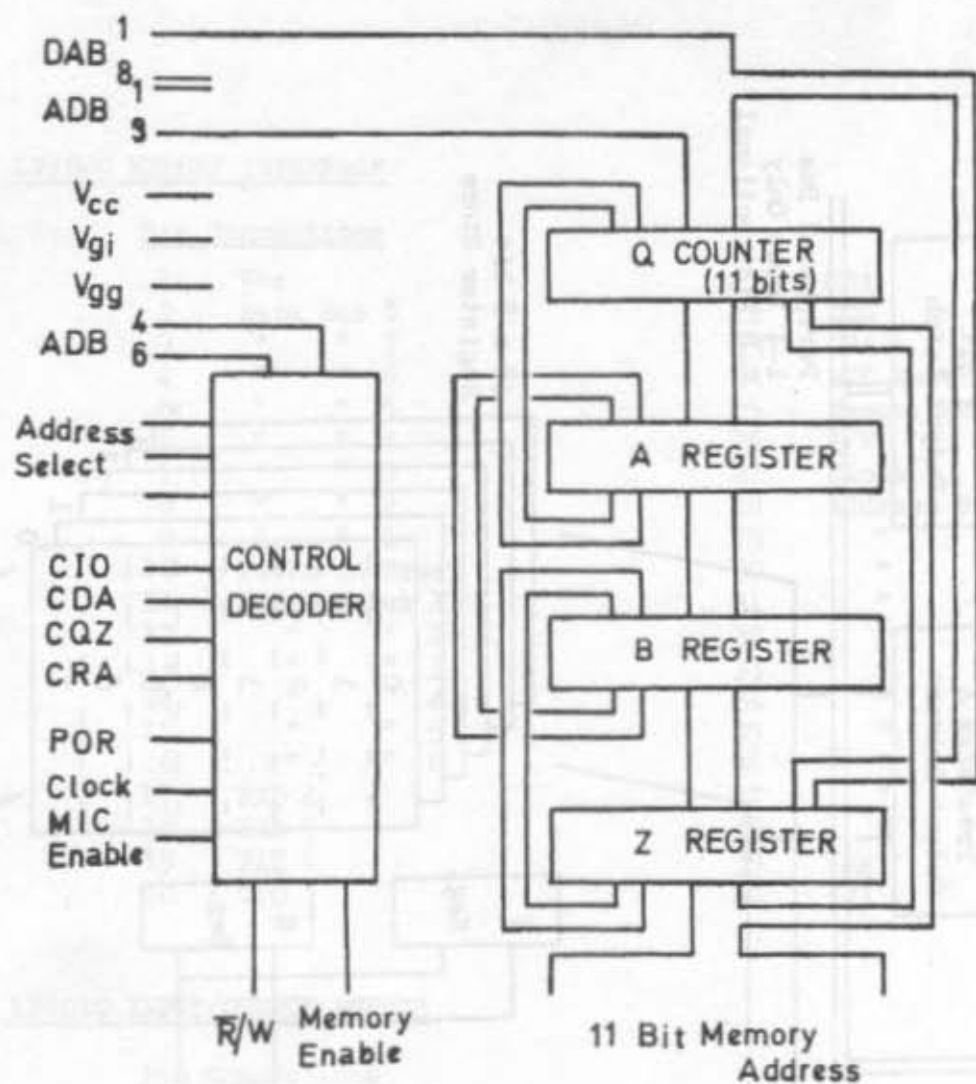 DAB 1
8
ADB 1
3
Vcc
Vgi
Vgg
ADB 4
6
Address
Select
CIO
CDA
CQZ
CRA
POR
Clock
MIC
Enable
CONTROL
DECODER
Q COUNTER
(11 bits)
A REGISTER
B REGISTER
Z REGISTER
R̅/W
Memory
Enable
11 Bit Memory
Address